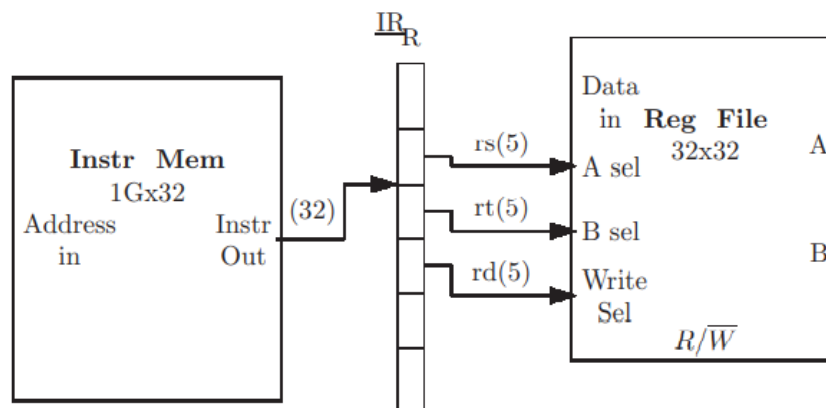 IR
R
Instr Mem
1Gx32
Address
in
Instr
Out
(32)
rs(5)
rt(5)
rd(5)
Data
in Reg File
32x32
A sel
B sel
Write
Sel
R/W̅
A
B